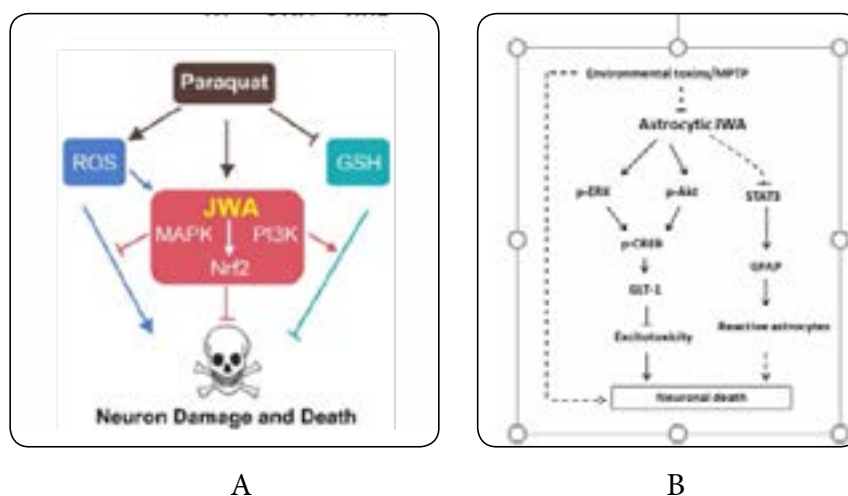 Paraquat
ROS
GSH
JWA
MAPK
PI3K
Nrf2
Neuron Damage and Death
Environmental toxins/MPTP
Astrocytic JWA
p-ERK
p-Akt
STAT3
p-CREB
GFAP
GLT-1
Reactive astrocytes
Excitotoxicity
Neuronal death
A
B